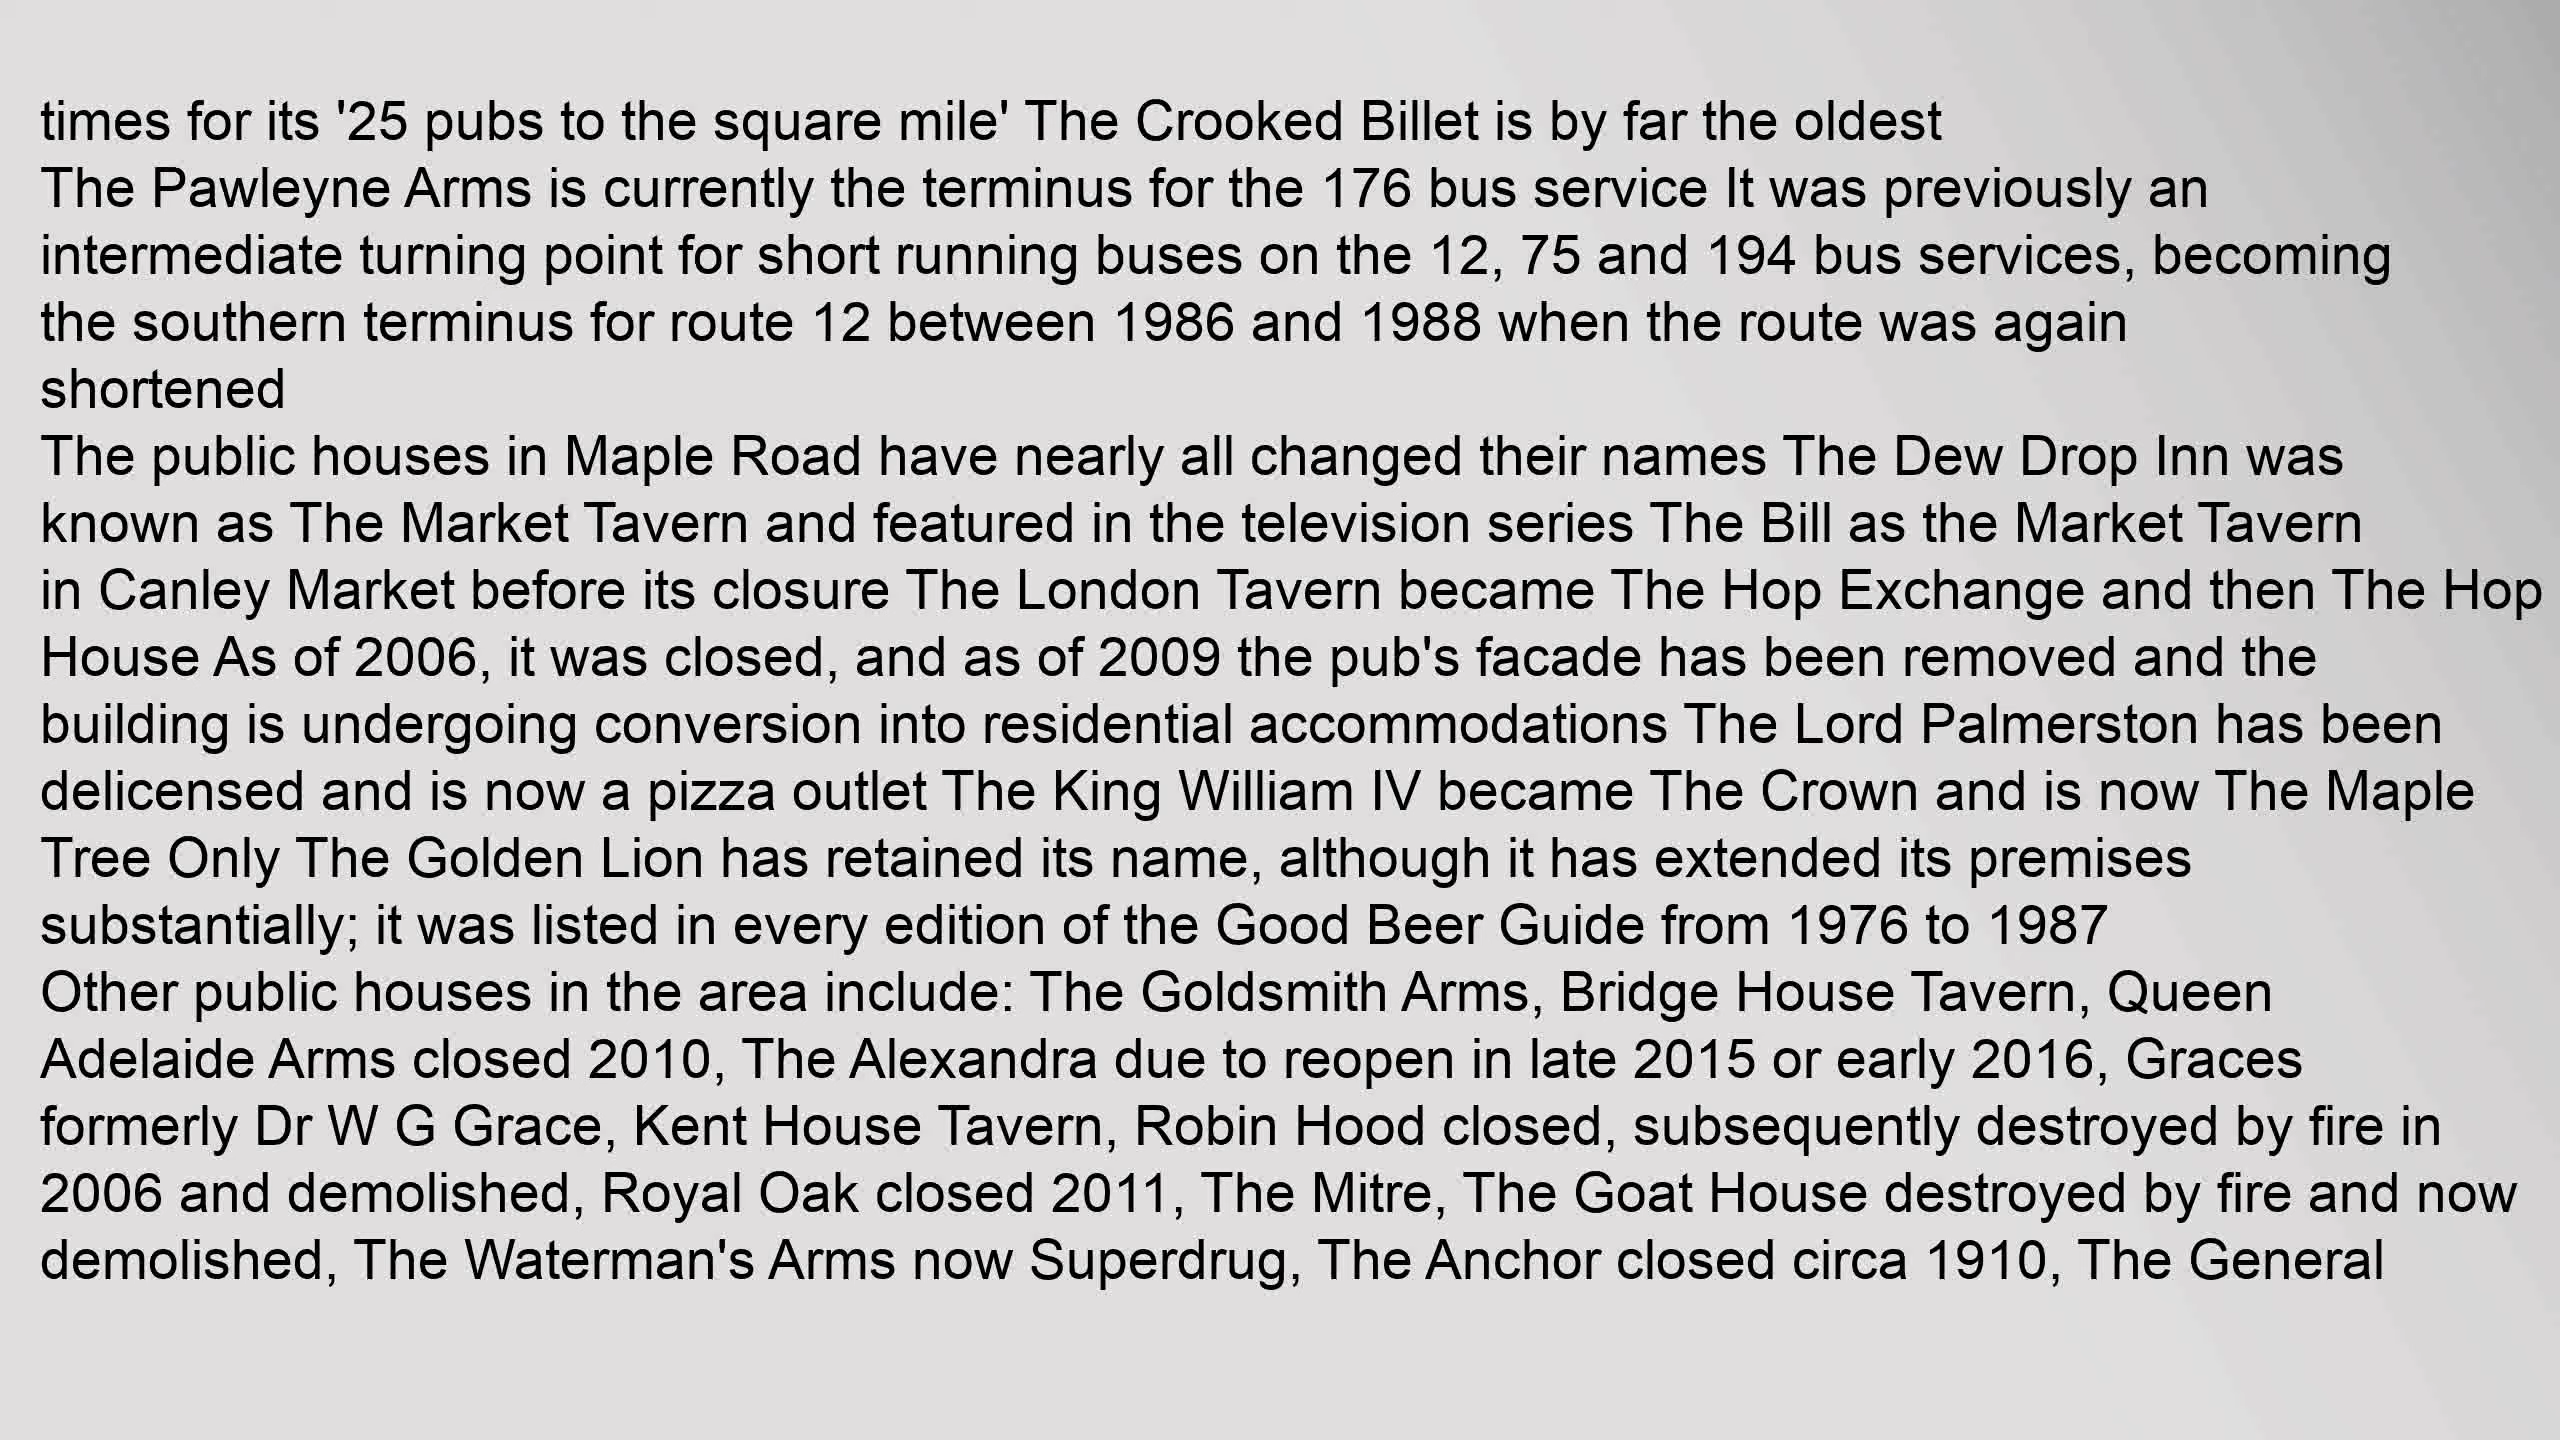 times for its '25 pubs to the square mile' The Crooked Billet is by far the oldest
The Pawleyne Arms is currently the terminus for the 176 bus service It was previously an
intermediate turning point for short running buses on the 12, 75 and 194 bus services, becoming
the southern terminus for route 12 between 1986 and 1988 when the route was again
shortened
The public houses in Maple Road have nearly all changed their names The Dew Drop Inn was
known as The Market Tavern and featured in the television series The Bill as the Market Tavern
in Canley Market before its closure The London Tavern became The Hop Exchange and then The Hop
House As of 2006, it was closed, and as of 2009 the pub's facade has been removed and the
building is undergoing conversion into residential accommodations The Lord Palmerston has been
delicensed and is now a pizza outlet The King William IV became The Crown and is now The Maple
Tree Only The Golden Lion has retained its name, although it has extended its premises
substantially; it was listed in every edition of the Good Beer Guide from 1976 to 1987
Other public houses in the area include: The Goldsmith Arms, Bridge House Tavern, Queen
Adelaide Arms closed 2010, The Alexandra due to reopen in late 2015 or early 2016, Graces
formerly Dr W G Grace, Kent House Tavern, Robin Hood closed, subsequently destroyed by fire in
2006 and demolished, Royal Oak closed 2011, The Mitre, The Goat House destroyed by fire and now
demolished, The Waterman's Arms now Superdrug, The Anchor closed circa 1910, The General